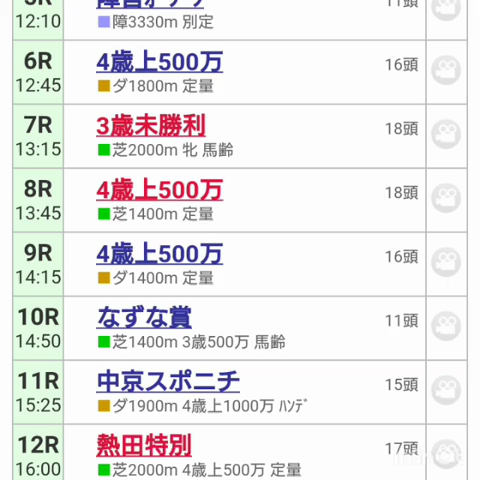 11頭
12:10 ■障3330m 別定
6R 4歳上500万 16頭
12:45 ■ダ1800m 定量
7R 3歳未勝利 18頭
13:15 ■芝2000m 牝 馬齢
8R 4歳上500万 18頭
13:45 ■芝1400m 定量
9R 4歳上500万 16頭
14:15 ■ダ1400m 定量
10R なずな賞 11頭
14:50 ■芝1400m 3歳500万 馬齢
11R 中京スポニチ 15頭
15:25 ■ダ1900m 4歳上1000万 ﾊﾝﾃﾞ
12R 熱田特別 17頭
16:00 ■芝2000m 4歳上500万 定量